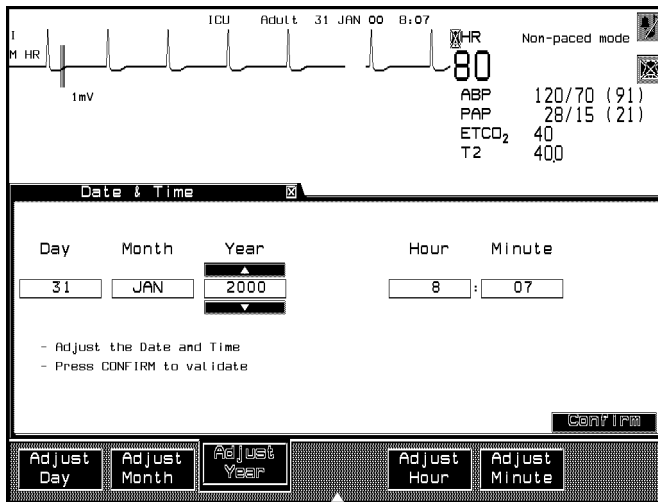 ICU Adult 31 JAN 00 8:07
I
M HR
1mV
HR Non-paced mode
80
ABP 120/70 (91)
PAP 28/15 (21)
ETCO₂ 40
T2 40.0
Date & Time
Day Month Year Hour Minute
31 JAN 2000 8 : 07
- Adjust the Date and Time
- Press CONFIRM to validate
Confirm
Adjust Day
Adjust Month
Adjust Year
Adjust Hour
Adjust Minute